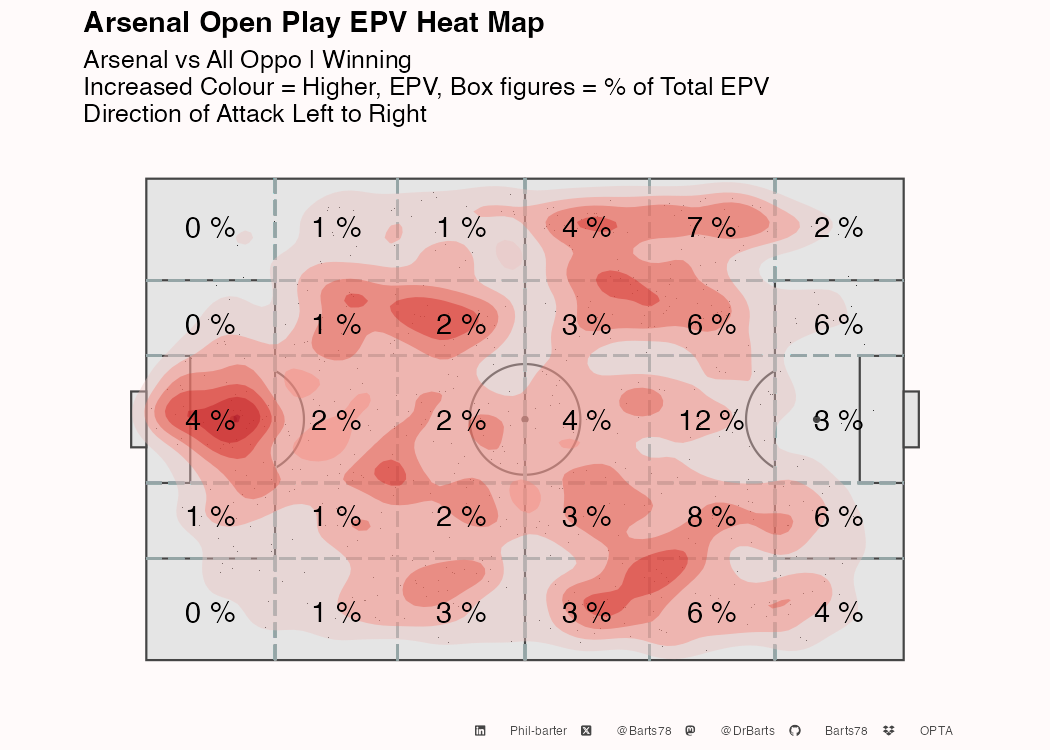 Arsenal Open Play EPV Heat Map
Arsenal vs All Oppo | Winning
Increased Colour = Higher, EPV, Box figures = % of Total EPV
Direction of Attack Left to Right
0 % 1 % 1 % 4 % 7 % 2 %
0 % 1 % 2 % 3 % 6 % 6 %
4 % 2 % 2 % 4 % 12 % 3 %
1 % 1 % 2 % 3 % 8 % 6 %
0 % 1 % 3 % 3 % 6 % 4 %
Phil-barter @Barts78 @DrBarts Barts78 OPTA